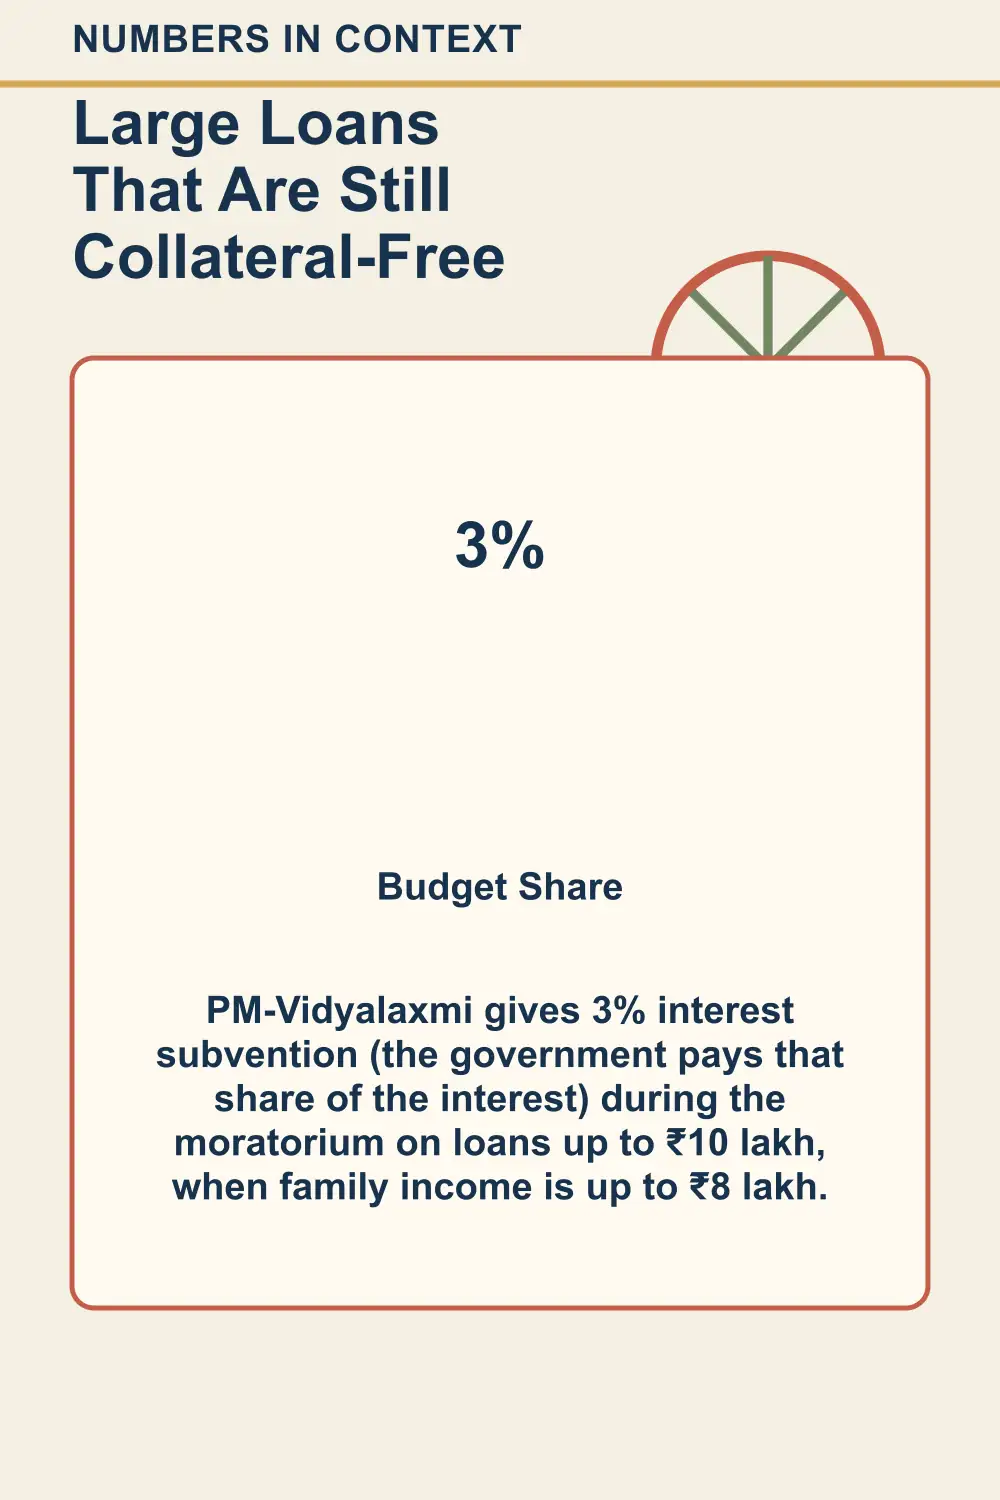 NUMBERS IN CONTEXT
Large Loans
That Are Still
Collateral-Free
3%
Budget Share
PM-Vidyalaxmi gives 3% interest
subvention (the government pays that
share of the interest) during the
moratorium on loans up to ₹10 lakh,
when family income is up to ₹8 lakh.